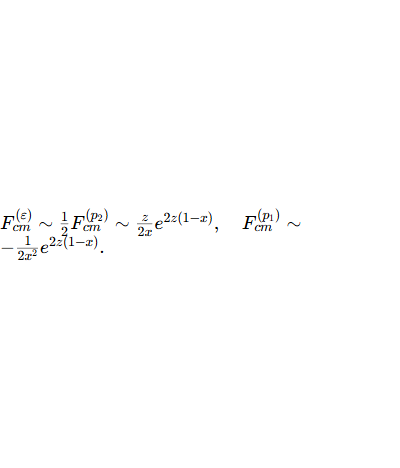 $F_{cm}^{(\varepsilon)} \sim \frac{1}{2} F_{cm}^{(p_2)} \sim \frac{z}{2x} e^{2z(1-x)}, \quad F_{cm}^{(p_1)} \sim$
$-\frac{1}{2x^2} e^{2z(1-x)}.$